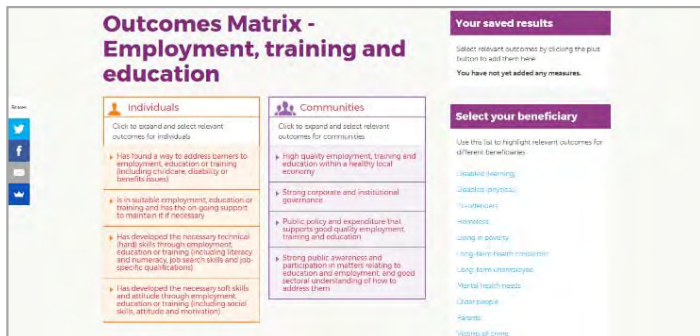 Outcomes Matrix -
Employment, training and
education
Individuals
Click to expand and select relevant
outcomes for individuals
Has found a way to address barriers to
employment, education or training
(including childcare, disability or
benefits issues)
Is in suitable employment, education or
training and has the on-going support
to maintain it if necessary
Has developed the necessary technical
(hard) skills through employment,
education or training (including literacy
and numeracy, job search skills and job-
specific qualifications)
Has developed the necessary soft skills
and attitude through employment,
education or training (including social
skills, attitude and motivation)
Communities
Click to expand and select relevant
outcomes for communities
High quality employment, training and
education within a healthy local
economy
Strong corporate and institutional
governance
Public policy and expenditure that
supports good quality employment,
training and education
Strong public awareness and
participation in matters relating to
education and employment, and good
sectoral understanding of how to
address them
Your saved results
Select relevant outcomes by clicking the plus
button to add them here
You have not yet added any measures.
Select your beneficiary
Use this list to highlight relevant outcomes for
different beneficiaries
Disabled (learning)
Disabled (physical)
Ex-offenders
Homeless
Living in poverty
Long-term health condition
Long-term unemployed
Mental health needs
Older people
Parents
Victims of crime